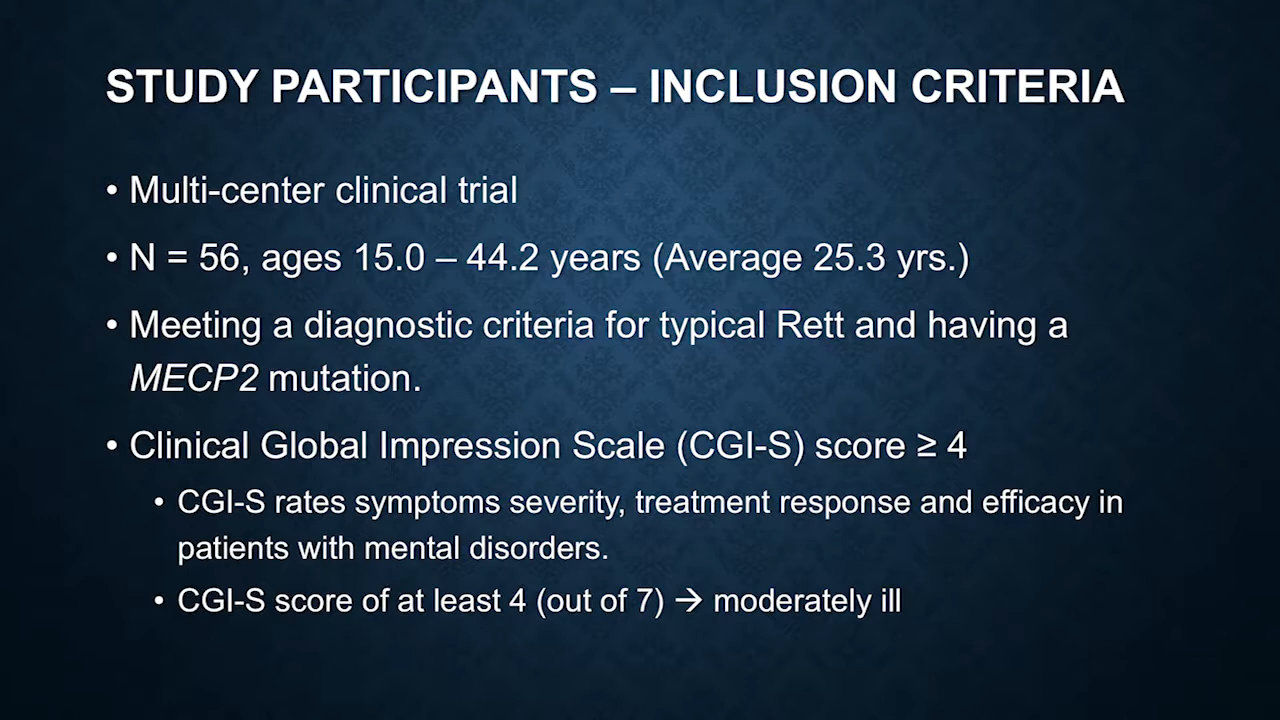 STUDY PARTICIPANTS – INCLUSION CRITERIA
• Multi-center clinical trial
• N = 56, ages 15.0 – 44.2 years (Average 25.3 yrs.)
• Meeting a diagnostic criteria for typical Rett and having a
MECP2 mutation.
• Clinical Global Impression Scale (CGI-S) score ≥ 4
• CGI-S rates symptoms severity, treatment response and efficacy in
patients with mental disorders.
• CGI-S score of at least 4 (out of 7) → moderately ill